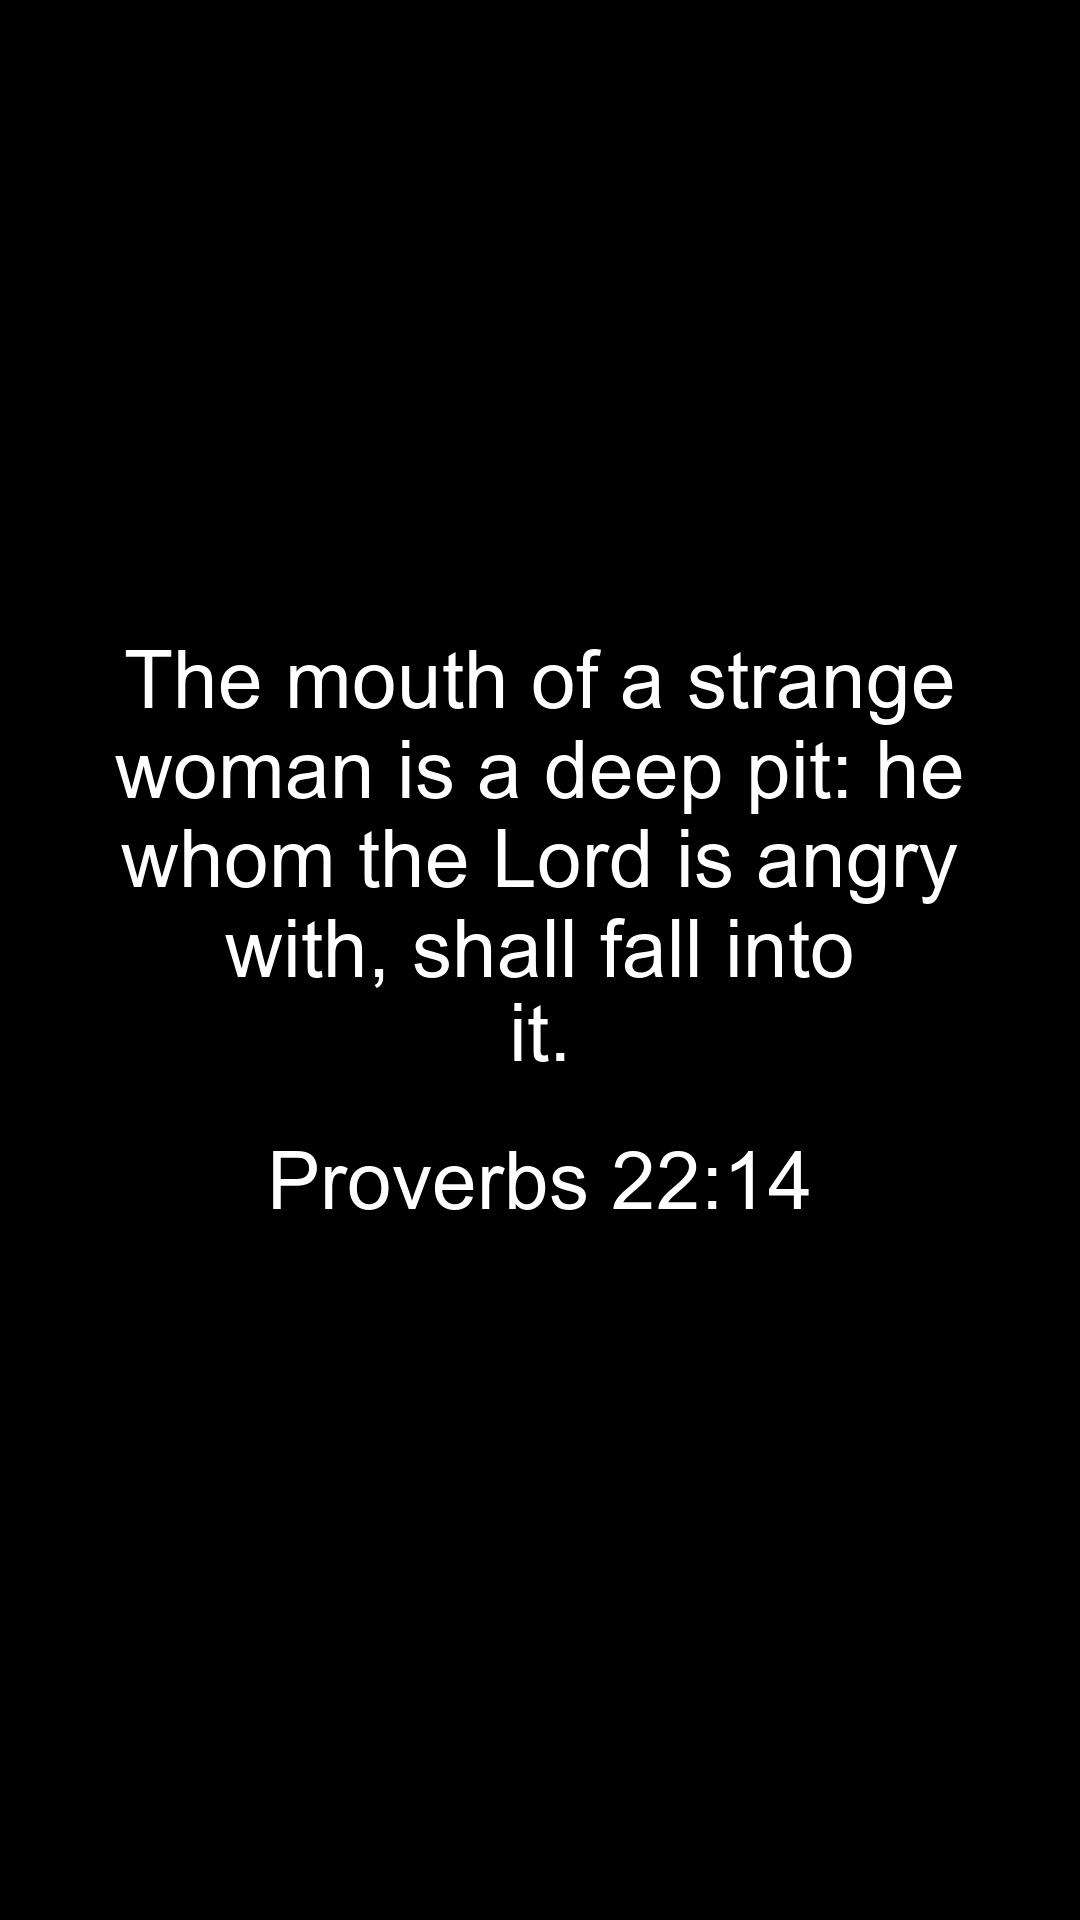 The mouth of a strange
woman is a deep pit: he
whom the Lord is angry
with, shall fall into
it.
Proverbs 22:14